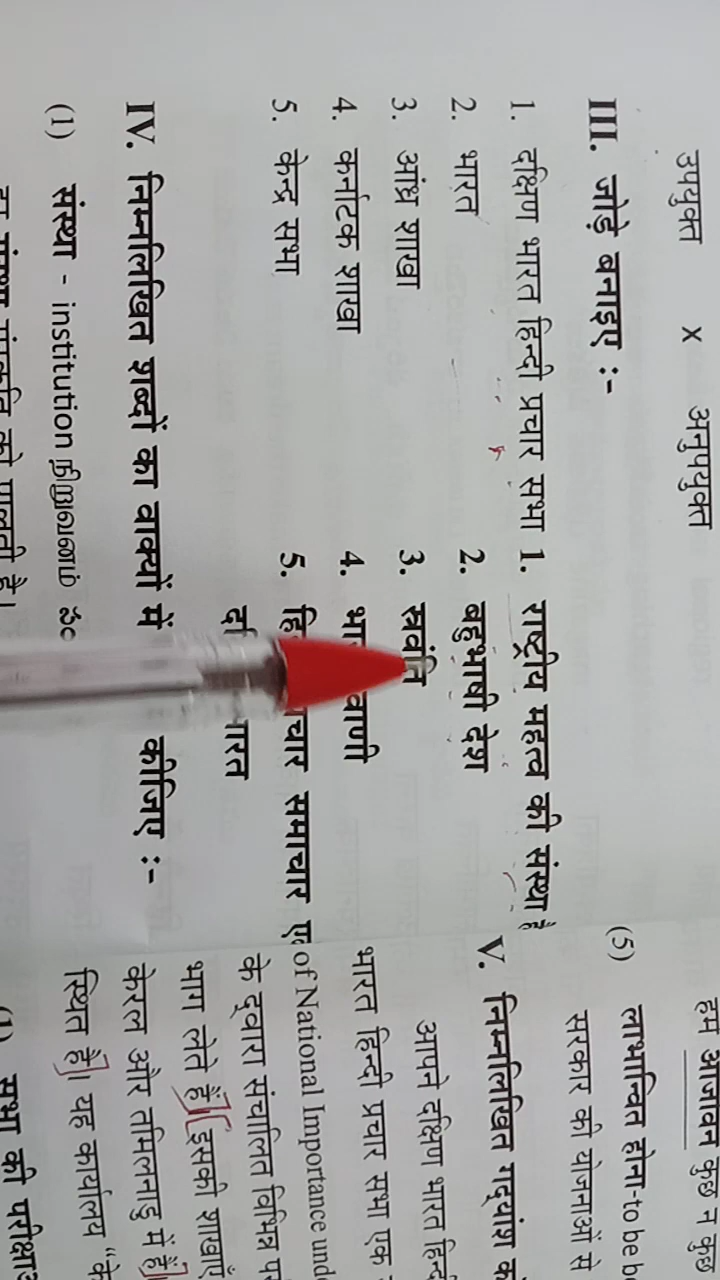 उपयुक्त x अनुपयुक्त
III. जोड़े बनाइए :-
1. दक्षिण भारत हिन्दी प्रचार सभा 1. राष्ट्रीय महत्व की संस्था है
2. भारत 2. बहुभाषी देश
3. आंध्र शाखा 3. स्रवंति
4. कर्नाटक शाखा 4.
5. केन्द्र सभा 5. समाचार
IV. निम्नलिखित शब्दों का वाक्यों में कीजिए :-
(1) संस्था - institution நிறுவனம்
हम आजीवन कुछ न कुछ
(5) लाभान्वित होना-to be b
सरकार की योजनाओं से
V. निम्नलिखित गद्यांश क
आपने दक्षिण भारत हिन्द
भारत हिन्दी प्रचार सभा एक
of National Importance und
के द्वारा संचालित विभिन्न
भाग लेते हैं। इसकी शाखाएँ
केरल और तमिलनाडु में हैं।
स्थित है। यह कार्यालय "के
(1) सभा की